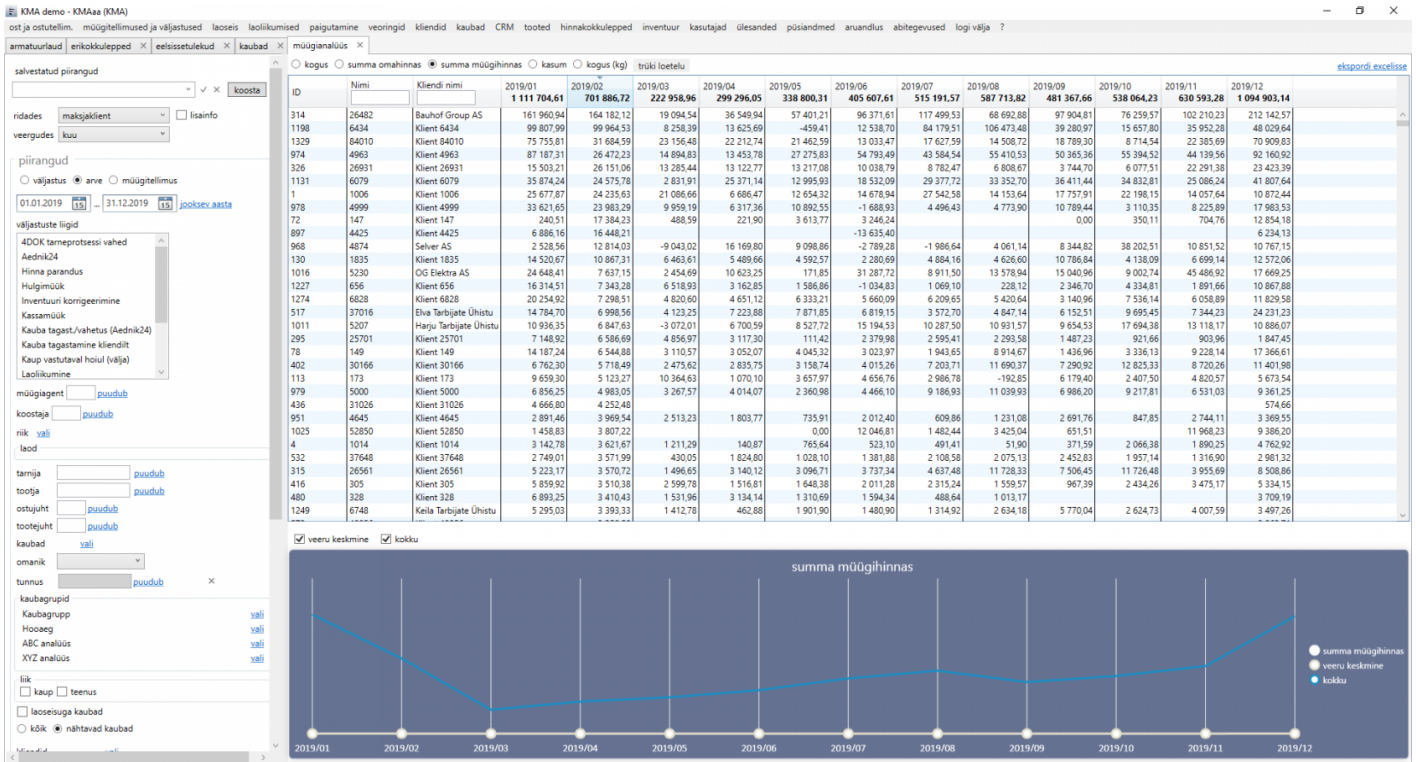 KMA demo - KMAaa (KMA)
ost ja ostutellim. müügitellimused ja väljastused laoseis laoliikumised paigutamine veoringid kliendid kaubad CRM tooted hinnakokkulepped inventuur kasutajad ülesanded püsiandmed aruandlus abitegevused logi välja ?
armatuurlaud erikokkulepped × eelsissetulekud × kaubad × müügianalüüs ×
salvestatud piirangud
koosta
ridades maksjaklient lisainfo
veergudes kuu
piirangud
väljastus arve müügitellimus
01.01.2019 15 ... 31.12.2019 15 jooksev aasta
väljastuste liigid
4DOK tarneprotsessi vahed
Aednik24
Hinna parandus
Hulgimüük
Inventuuri korrigeerimine
Kassamüük
Kauba tagast./vahetus (Aednik24)
Kauba tagastamine kliendilt
Kaup vastutaval hoiul (välja)
Laoliikumine
müügiagent puudub
koostaja puudub
riik vali
laod
tarnija puudub
tootja puudub
ostujuht puudub
tootejuht puudub
kaubad vali
omanik
tunnus puudub ×
kaubagrupid
Kaubagrupp vali
Hooaeg vali
ABC analüüs vali
XYZ analüüs vali
liik
kaup teenus
laoseisuga kaubad
kõik nähtavad kaubad
kliendid vali
kogus summa omahinnas summa müügihinnas kasum kogus (kg) trüki loetelu ekspordi excelisse
ID Nimi Kliendi nimi 2019/01 2019/02 2019/03 2019/04 2019/05 2019/06 2019/07 2019/08 2019/09 2019/10 2019/11 2019/12
1 111 704,61 701 886,72 222 958,96 299 296,05 338 800,31 405 607,61 515 191,57 587 713,82 481 367,66 538 064,23 630 593,28 1 094 903,14
314 26482 Bauhof Group AS 161 960,94 164 182,12 19 094,54 36 549,94 57 401,21 96 371,61 117 499,53 68 692,88 97 904,81 76 259,57 102 210,23 212 142,57
1198 6434 Klient 6434 99 807,99 99 964,53 8 258,39 13 625,69 -459,41 12 538,70 84 179,51 106 473,48 39 280,97 15 657,80 35 952,28 48 029,64
1329 84010 Klient 84010 75 755,81 31 684,59 23 156,48 22 212,74 21 462,59 13 033,47 17 627,59 14 508,72 18 789,30 8 714,54 22 385,69 70 909,83
974 4963 Klient 4963 87 187,31 26 472,23 14 894,83 13 453,78 27 275,83 54 793,49 43 584,54 55 410,53 50 365,36 55 394,52 44 139,56 92 160,92
326 26931 Klient 26931 15 503,21 26 151,06 13 285,44 13 122,77 13 217,08 10 038,79 8 782,47 6 808,67 3 744,70 6 077,51 22 291,38 23 423,39
1131 6079 Klient 6079 35 874,24 24 575,78 2 831,91 25 371,14 12 995,93 18 532,09 29 377,72 33 352,70 36 411,44 34 832,81 25 086,24 41 807,64
1 1006 Klient 1006 25 677,87 24 235,63 21 086,66 6 686,47 12 654,32 14 678,94 27 542,58 14 153,64 17 757,91 22 198,15 14 057,64 10 872,44
978 4999 Klient 4999 33 621,65 23 983,29 9 959,19 6 317,36 10 892,55 -1 688,93 4 496,43 4 773,90 10 789,44 3 110,35 8 225,89 17 983,53
72 147 Klient 147 240,51 17 384,23 488,59 221,90 3 613,77 3 246,24 0,00 350,11 704,76 12 854,18
897 4425 Klient 4425 6 886,16 16 448,21 -13 635,40 6 234,13
968 4874 Selver AS 2 528,56 12 814,03 -9 043,02 16 169,80 9 098,86 -2 789,28 -1 986,64 4 061,14 8 344,82 38 202,51 10 851,52 10 767,15
130 1835 Klient 1835 14 520,67 10 867,31 6 463,61 5 489,66 4 592,57 2 280,69 4 884,16 4 626,60 10 786,84 4 138,09 6 699,14 12 572,06
1016 5230 OG Elektra AS 24 648,41 7 637,15 2 454,69 10 623,25 171,85 31 287,72 8 911,50 13 578,94 15 040,96 9 002,74 45 486,92 17 669,25
1227 656 Klient 656 16 314,51 7 343,28 6 518,93 3 162,85 1 586,86 -1 034,83 1 069,10 228,12 2 346,70 4 334,81 1 891,66 10 867,88
1274 6828 Klient 6828 20 254,92 7 298,51 4 820,60 4 651,12 6 333,21 5 660,09 6 209,65 5 420,64 3 140,96 7 536,14 6 058,89 11 829,58
517 37016 Elva Tarbijate Ühistu 14 784,70 6 998,56 4 123,25 7 223,88 7 871,85 6 819,15 3 572,70 4 847,14 6 152,51 9 695,45 7 344,23 24 231,23
1011 5207 Harju Tarbijate Ühistu 10 936,35 6 847,63 -3 072,01 6 700,59 8 527,72 15 194,53 10 287,50 10 931,57 9 654,53 17 694,38 13 118,17 10 886,07
295 25701 Klient 25701 7 148,92 6 586,69 4 856,97 3 117,30 111,42 2 379,98 2 595,41 2 293,58 1 487,23 921,66 903,96 1 847,45
78 149 Klient 149 14 187,24 6 544,88 3 110,57 3 052,07 4 045,32 3 023,97 1 943,65 8 914,67 1 436,96 3 336,13 9 228,14 17 366,61
402 30166 Klient 30166 6 762,30 5 718,49 2 475,62 2 835,75 3 158,74 4 015,26 7 203,71 11 690,37 7 290,92 12 825,33 8 720,26 11 401,98
113 173 Klient 173 9 659,30 5 123,27 10 364,63 1 070,10 3 657,97 4 656,76 2 986,78 -192,85 6 179,40 2 407,50 4 820,57 5 673,54
979 5000 Klient 5000 6 856,25 4 983,05 3 267,57 4 014,07 2 360,98 4 466,10 9 186,93 11 039,93 6 986,20 9 217,81 6 531,03 9 361,25
436 31026 Klient 31026 4 666,80 4 252,48 574,66
951 4645 Klient 4645 2 891,46 3 969,54 2 513,23 1 803,77 735,91 2 012,40 609,86 1 231,08 2 691,76 847,85 2 744,11 3 369,55
1025 52850 Klient 52850 1 458,83 3 807,22 0,00 12 046,81 1 482,44 3 425,04 651,51 11 968,23 9 386,20
4 1014 Klient 1014 3 142,78 3 621,67 1 211,29 140,87 765,64 523,10 491,41 51,90 371,59 2 066,38 1 890,25 4 762,92
532 37648 Klient 37648 2 749,01 3 571,99 430,05 1 824,80 1 028,10 1 381,88 2 108,58 2 075,13 2 452,83 1 957,14 1 316,90 2 981,32
315 26561 Klient 26561 5 223,17 3 570,72 1 496,65 3 140,12 3 096,71 3 737,34 4 637,48 11 728,33 7 506,45 11 726,48 3 955,69 8 508,86
416 305 Klient 305 5 859,92 3 510,38 2 599,78 1 516,81 1 648,38 2 011,28 2 315,24 1 559,57 967,39 2 434,26 3 475,17 5 334,15
480 328 Klient 328 6 893,25 3 410,43 1 531,96 3 134,14 1 310,69 1 594,34 488,64 1 013,17 3 709,19
1249 6748 Keila Tarbijate Ühistu 5 295,03 3 393,33 1 412,78 462,88 1 901,90 1 480,90 1 314,92 2 634,18 5 770,04 2 624,73 4 007,59 3 497,26
veeru keskmine kokku
summa müügihinnas
summa müügihinnas
veeru keskmine
kokku
2019/01 2019/02 2019/03 2019/04 2019/05 2019/06 2019/07 2019/08 2019/09 2019/10 2019/11 2019/12